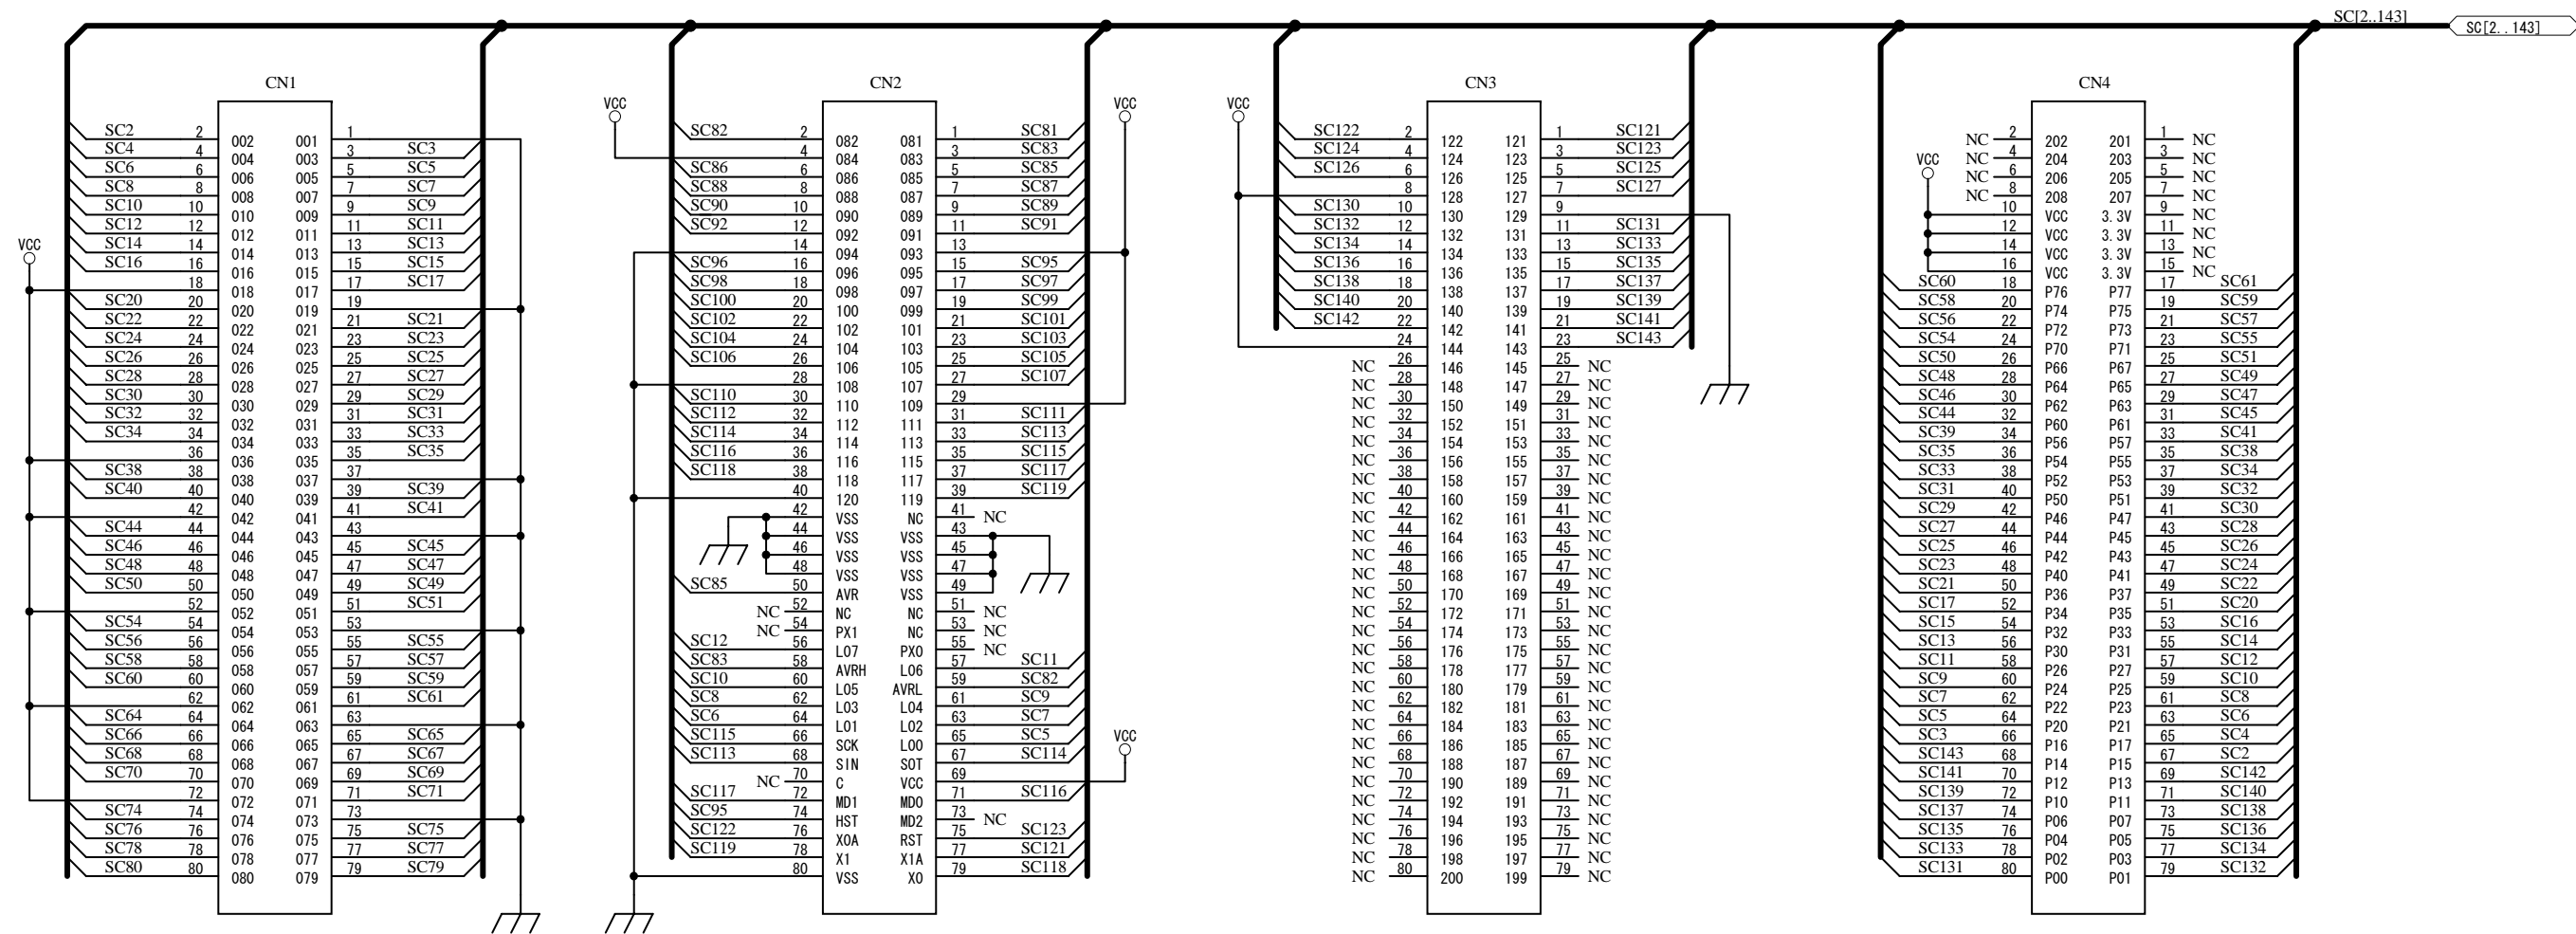 SC[2..143]
SC[2..143]
CN1
VCC
SC2 2 002 001 1
SC4 4 004 003 3 SC3
SC6 6 006 005 5 SC5
SC8 8 008 007 7 SC7
SC10 10 010 009 9 SC9
SC12 12 012 011 11 SC11
SC14 14 014 013 13 SC13
SC16 16 016 015 15 SC15
18 018 017 17 SC17
SC20 20 020 019 19
SC22 22 022 021 21 SC21
SC24 24 024 023 23 SC23
SC26 26 026 025 25 SC25
SC28 28 028 027 27 SC27
SC30 30 030 029 29 SC29
SC32 32 032 031 31 SC31
SC34 34 034 033 33 SC33
36 036 035 35 SC35
SC38 38 038 037 37
SC40 40 040 039 39 SC39
42 042 041 41 SC41
SC44 44 044 043 43
SC46 46 046 045 45 SC45
SC48 48 048 047 47 SC47
SC50 50 050 049 49 SC49
52 052 051 51 SC51
SC54 54 054 053 53
SC56 56 056 055 55 SC55
SC58 58 058 057 57 SC57
SC60 60 060 059 59 SC59
62 062 061 61 SC61
SC64 64 064 063 63
SC66 66 066 065 65 SC65
SC68 68 068 067 67 SC67
SC70 70 070 069 69 SC69
72 072 071 71 SC71
SC74 74 074 073 73
SC76 76 076 075 75 SC75
SC78 78 078 077 77 SC77
SC80 80 080 079 79 SC79
CN2
VCC
VCC
SC82 2 082 081 1 SC81
4 084 083 3 SC83
SC86 6 086 085 5 SC85
SC88 8 088 087 7 SC87
SC90 10 090 089 9 SC89
SC92 12 092 091 11 SC91
14 094 093 13
SC96 16 096 095 15 SC95
SC98 18 098 097 17 SC97
SC100 20 100 099 19 SC99
SC102 22 102 101 21 SC101
SC104 24 104 103 23 SC103
SC106 26 106 105 25 SC105
28 108 107 27 SC107
SC110 30 110 109 29
SC112 32 112 111 31 SC111
SC114 34 114 113 33 SC113
SC116 36 116 115 35 SC115
SC118 38 118 117 37 SC117
40 120 119 39 SC119
42 VSS NC 41 NC
44 VSS VSS 43
46 VSS VSS 45
48 VSS VSS 47
SC85 50 AVR VSS 49
NC 52 NC NC 51 NC
NC 54 PX1 NC 53 NC
SC12 56 L07 PX0 55 NC
SC83 58 AVRH L06 57 SC11
SC10 60 L05 AVRL 59 SC82
SC8 62 L03 L04 61 SC9
SC6 64 L01 L02 63 SC7
SC115 66 SCK L00 65 SC5
SC113 68 SIN SOT 67 SC114
NC 70 C VCC 69 VCC
SC117 72 MD1 MD0 71 SC116
SC95 74 HST MD2 73 NC
SC122 76 X0A RST 75 SC123
SC119 78 X1 X1A 77 SC121
80 VSS X0 79 SC118
CN3
VCC
SC122 2 122 121 1 SC121
SC124 4 124 123 3 SC123
SC126 6 126 125 5 SC125
8 128 127 7 SC127
SC130 10 130 129 9
SC132 12 132 131 11 SC131
SC134 14 134 133 13 SC133
SC136 16 136 135 15 SC135
SC138 18 138 137 17 SC137
SC140 20 140 139 19 SC139
SC142 22 142 141 21 SC141
24 144 143 23 SC143
NC 26 146 145 25 NC
NC 28 148 147 27 NC
NC 30 150 149 29 NC
NC 32 152 151 31 NC
NC 34 154 153 33 NC
NC 36 156 155 35 NC
NC 38 158 157 37 NC
NC 40 160 159 39 NC
NC 42 162 161 41 NC
NC 44 164 163 43 NC
NC 46 166 165 45 NC
NC 48 168 167 47 NC
NC 50 170 169 49 NC
NC 52 172 171 51 NC
NC 54 174 173 53 NC
NC 56 176 175 55 NC
NC 58 178 177 57 NC
NC 60 180 179 59 NC
NC 62 182 181 61 NC
NC 64 184 183 63 NC
NC 66 186 185 65 NC
NC 68 188 187 67 NC
NC 70 190 189 69 NC
NC 72 192 191 71 NC
NC 74 194 193 73 NC
NC 76 196 195 75 NC
NC 78 198 197 77 NC
NC 80 200 199 79 NC
CN4
VCC
NC 2 202 201 1 NC
NC 4 204 203 3 NC
NC 6 206 205 5 NC
NC 8 208 207 7 NC
10 VCC 3.3V 9 NC
12 VCC 3.3V 11 NC
14 VCC 3.3V 13 NC
16 VCC 3.3V 15 NC
SC60 18 P76 P77 17 SC61
SC58 20 P74 P75 19 SC59
SC56 22 P72 P73 21 SC57
SC54 24 P70 P71 23 SC55
SC50 26 P66 P67 25 SC51
SC48 28 P64 P65 27 SC49
SC46 30 P62 P63 29 SC47
SC44 32 P60 P61 31 SC45
SC39 34 P56 P57 33 SC41
SC35 36 P54 P55 35 SC38
SC33 38 P52 P53 37 SC34
SC31 40 P50 P51 39 SC32
SC29 42 P46 P47 41 SC30
SC27 44 P44 P45 43 SC28
SC25 46 P42 P43 45 SC26
SC23 48 P40 P41 47 SC24
SC21 50 P36 P37 49 SC22
SC17 52 P34 P35 51 SC20
SC15 54 P32 P33 53 SC16
SC13 56 P30 P31 55 SC14
SC11 58 P26 P27 57 SC12
SC9 60 P24 P25 59 SC10
SC7 62 P22 P23 61 SC8
SC5 64 P20 P21 63 SC6
SC3 66 P16 P17 65 SC4
SC143 68 P14 P15 67 SC2
SC141 70 P12 P13 69 SC142
SC139 72 P10 P11 71 SC140
SC137 74 P06 P07 73 SC138
SC135 76 P04 P05 75 SC136
SC133 78 P02 P03 77 SC134
SC131 80 P00 P01 79 SC132